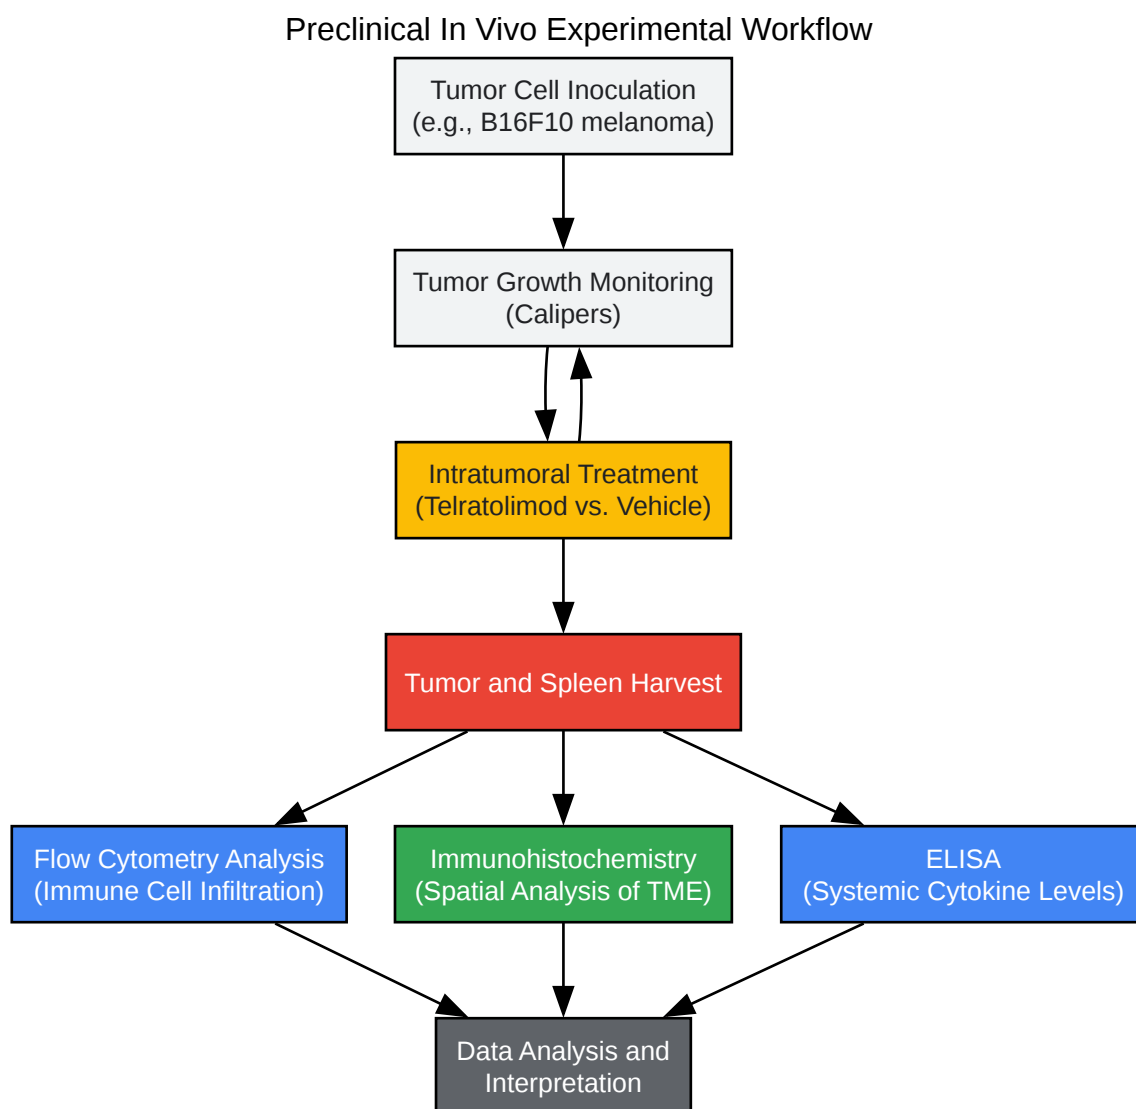 Preclinical In Vivo Experimental Workflow
Tumor Cell Inoculation
(e.g., B16F10 melanoma)
Tumor Growth Monitoring
(Calipers)
Intratumoral Treatment
(Telratolimod vs. Vehicle)
Tumor and Spleen Harvest
Flow Cytometry Analysis
(Immune Cell Infiltration)
Immunohistochemistry
(Spatial Analysis of TME)
ELISA
(Systemic Cytokine Levels)
Data Analysis and
Interpretation